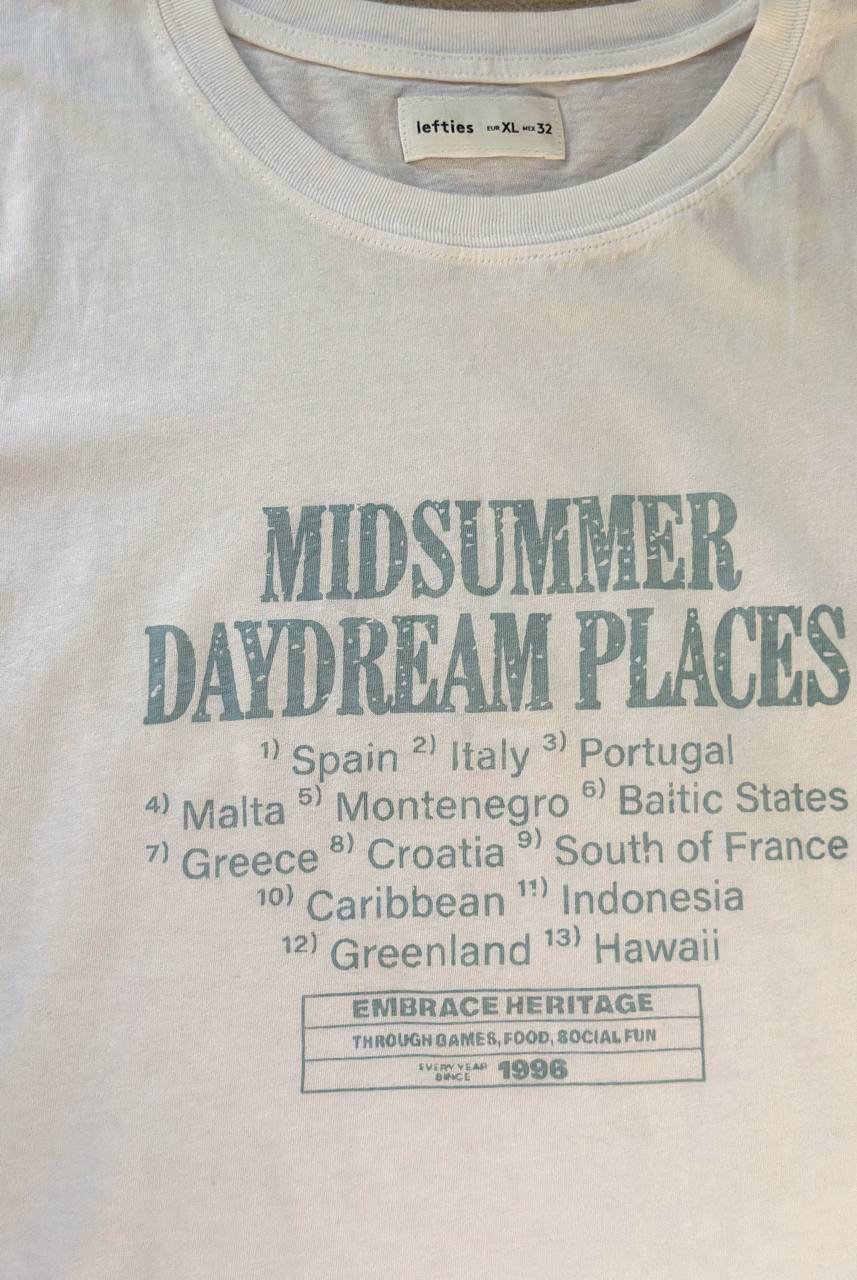 lefties EUR XL MEX 32
MIDSUMMER
DAYDREAM PLACES
1) Spain 2) Italy 3) Portugal
4) Malta 5) Montenegro 6) Baltic States
7) Greece 8) Croatia 9) South of France
10) Caribbean 11) Indonesia
12) Greenland 13) Hawaii
EMBRACE HERITAGE
THROUGH GAMES, FOOD, SOCIAL FUN
EVERY YEAR
SINCE 1996